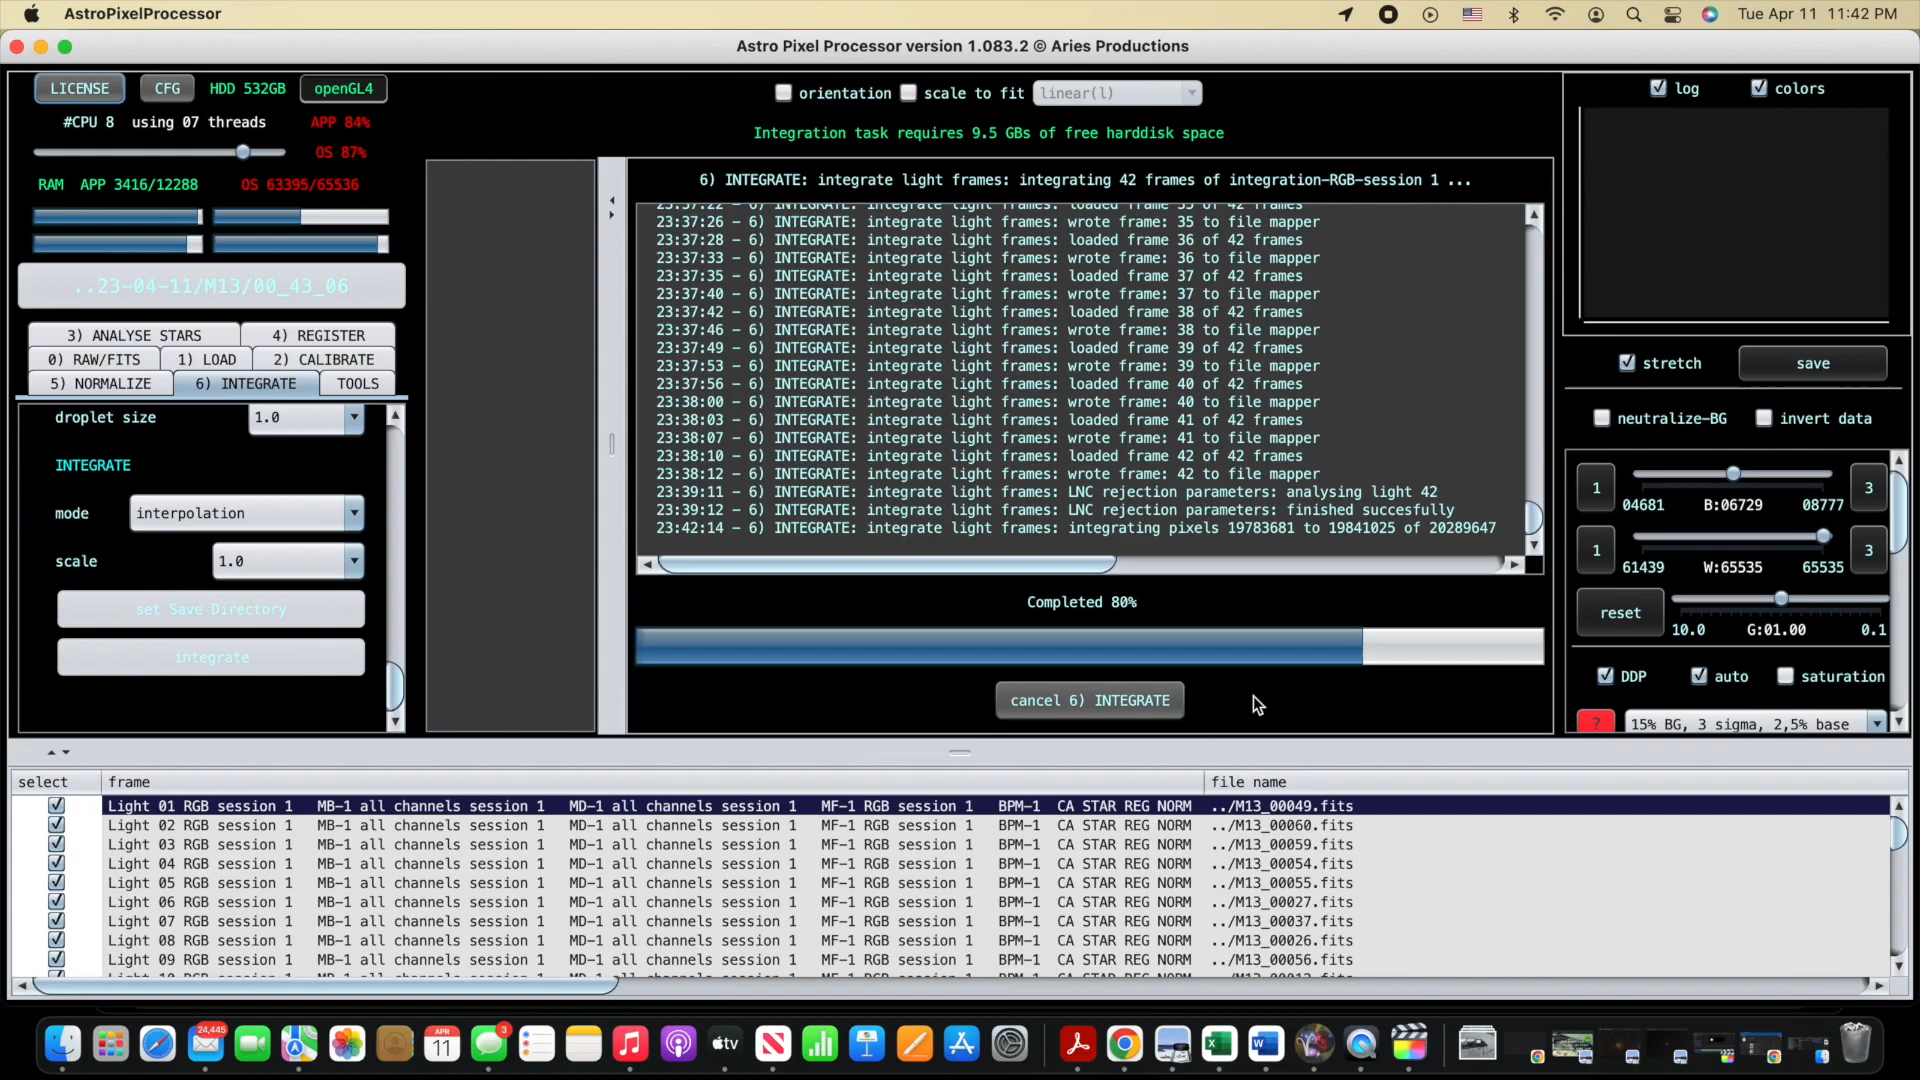 AstroPixelProcessor
Tue Apr 11 11:42 PM
Astro Pixel Processor version 1.083.2 © Aries Productions
LICENSE CFG HDD 532GB openGL4
#CPU 8 using 07 threads APP 84%
OS 87%
RAM APP 3416/12288 OS 63395/65536
..23-04-11/M13/00_43_06
3) ANALYSE STARS 4) REGISTER
0) RAW/FITS 1) LOAD 2) CALIBRATE
5) NORMALIZE 6) INTEGRATE TOOLS
droplet size 1.0
INTEGRATE
mode interpolation
scale 1.0
set Save Directory
integrate
orientation scale to fit linear(l)
Integration task requires 9.5 GBs of free harddisk space
6) INTEGRATE: integrate light frames: integrating 42 frames of integration-RGB-session 1 ...
23:37:22 - 6) INTEGRATE: integrate light frames: loaded frame 35 of 42 frames
23:37:26 - 6) INTEGRATE: integrate light frames: wrote frame: 35 to file mapper
23:37:28 - 6) INTEGRATE: integrate light frames: loaded frame 36 of 42 frames
23:37:33 - 6) INTEGRATE: integrate light frames: wrote frame: 36 to file mapper
23:37:35 - 6) INTEGRATE: integrate light frames: loaded frame 37 of 42 frames
23:37:40 - 6) INTEGRATE: integrate light frames: wrote frame: 37 to file mapper
23:37:42 - 6) INTEGRATE: integrate light frames: loaded frame 38 of 42 frames
23:37:46 - 6) INTEGRATE: integrate light frames: wrote frame: 38 to file mapper
23:37:49 - 6) INTEGRATE: integrate light frames: loaded frame 39 of 42 frames
23:37:53 - 6) INTEGRATE: integrate light frames: wrote frame: 39 to file mapper
23:37:56 - 6) INTEGRATE: integrate light frames: loaded frame 40 of 42 frames
23:38:00 - 6) INTEGRATE: integrate light frames: wrote frame: 40 to file mapper
23:38:03 - 6) INTEGRATE: integrate light frames: loaded frame 41 of 42 frames
23:38:07 - 6) INTEGRATE: integrate light frames: wrote frame: 41 to file mapper
23:38:10 - 6) INTEGRATE: integrate light frames: loaded frame 42 of 42 frames
23:38:12 - 6) INTEGRATE: integrate light frames: wrote frame: 42 to file mapper
23:39:11 - 6) INTEGRATE: integrate light frames: LNC rejection parameters: analysing light 42
23:39:12 - 6) INTEGRATE: integrate light frames: LNC rejection parameters: finished succesfully
23:42:14 - 6) INTEGRATE: integrate light frames: integrating pixels 19783681 to 19841025 of 20289647
Completed 80%
cancel 6) INTEGRATE
log colors
stretch save
neutralize-BG invert data
1 3
04681 B:06729 08777
1 3
61439 W:65535 65535
reset
10.0 G:01.00 0.1
DDP auto saturation
? 15% BG, 3 sigma, 2,5% base
select frame file name
Light 01 RGB session 1 MB-1 all channels session 1 MD-1 all channels session 1 MF-1 RGB session 1 BPM-1 CA STAR REG NORM ../M13_00049.fits
Light 02 RGB session 1 MB-1 all channels session 1 MD-1 all channels session 1 MF-1 RGB session 1 BPM-1 CA STAR REG NORM ../M13_00060.fits
Light 03 RGB session 1 MB-1 all channels session 1 MD-1 all channels session 1 MF-1 RGB session 1 BPM-1 CA STAR REG NORM ../M13_00059.fits
Light 04 RGB session 1 MB-1 all channels session 1 MD-1 all channels session 1 MF-1 RGB session 1 BPM-1 CA STAR REG NORM ../M13_00054.fits
Light 05 RGB session 1 MB-1 all channels session 1 MD-1 all channels session 1 MF-1 RGB session 1 BPM-1 CA STAR REG NORM ../M13_00055.fits
Light 06 RGB session 1 MB-1 all channels session 1 MD-1 all channels session 1 MF-1 RGB session 1 BPM-1 CA STAR REG NORM ../M13_00027.fits
Light 07 RGB session 1 MB-1 all channels session 1 MD-1 all channels session 1 MF-1 RGB session 1 BPM-1 CA STAR REG NORM ../M13_00037.fits
Light 08 RGB session 1 MB-1 all channels session 1 MD-1 all channels session 1 MF-1 RGB session 1 BPM-1 CA STAR REG NORM ../M13_00026.fits
Light 09 RGB session 1 MB-1 all channels session 1 MD-1 all channels session 1 MF-1 RGB session 1 BPM-1 CA STAR REG NORM ../M13_00056.fits
24,445
APR
11
3
tv